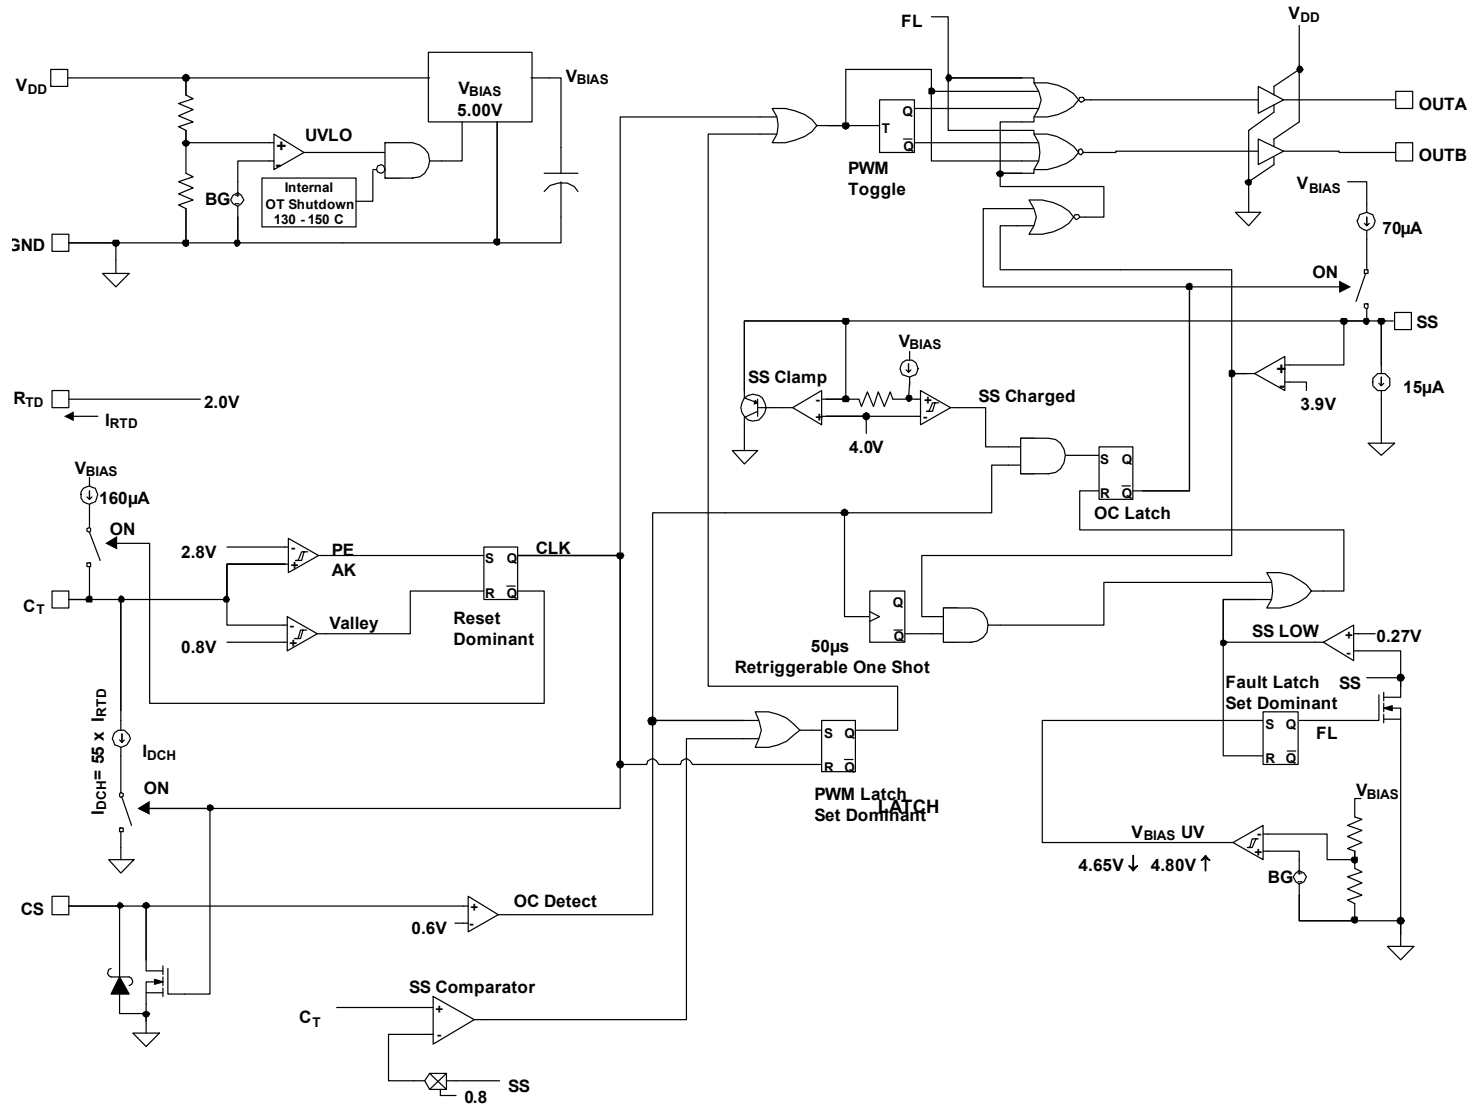 FL
VDD
VDD
VBIAS
5.00V
VBIAS
UVLO
BG
Internal
OT Shutdown
130 - 150 C
GND
T
Q
Q
PWM
Toggle
OUTA
OUTB
VBIAS
70µA
ON
SS
RTD
2.0V
IRTD
VBIAS
SS Clamp
-
+
+
-
4.0V
SS Charged
+
-
3.9V
15µA
VBIAS
160µA
ON
2.8V
-
+
PE
AK
S
Q
R
Q
CLK
Reset
Dominant
CT
-
+
Valley
0.8V
S
Q
R
Q
OC Latch
Q
Q
50µs
Retriggerable One Shot
SS LOW
+
-
0.27V
SS
Fault Latch
Set Dominant
S
Q
R
Q
FL
IDCH= 55 x IRTD
IDCH
ON
S
Q
R
Q
PWM Latch
LATCH
Set Dominant
VBIAS
VBIAS UV
-
+
4.65V↓ 4.80V↑
BG
CS
+
-
0.6V
OC Detect
SS Comparator
CT
+
-
SS
0.8